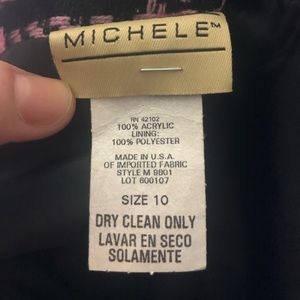 MICHELE™
RN 42102
100% ACRYLIC
LINING:
100% POLYESTER
MADE IN U.S.A.
OF IMPORTED FABRIC
STYLE M 9801
LOT 600107
SIZE 10
DRY CLEAN ONLY
LAVAR EN SECO
SOLAMENTE